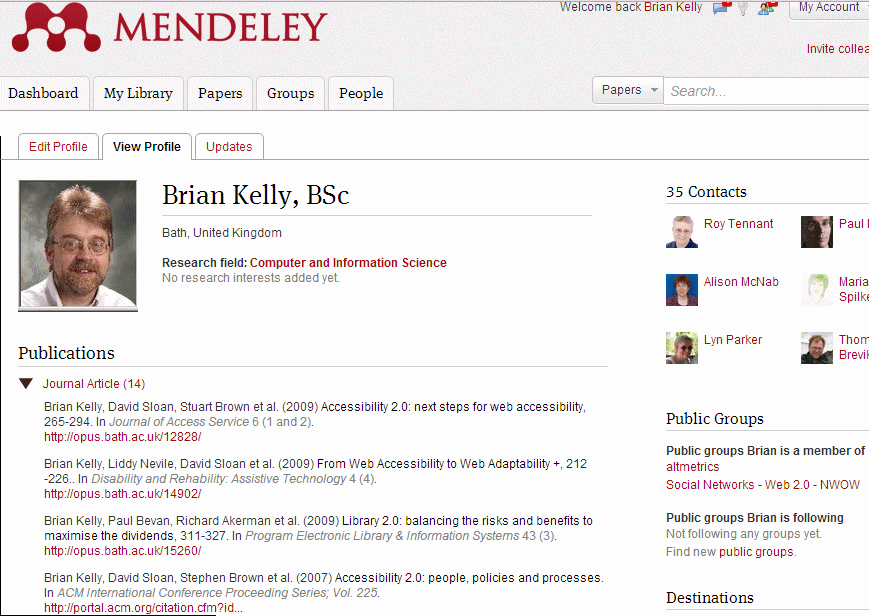 MENDELEY
Welcome back Brian Kelly
My Account
Invite collea
Dashboard
My Library
Papers
Groups
People
Papers
Search...
Edit Profile
View Profile
Updates
Brian Kelly, BSc
Bath, United Kingdom
Research field: Computer and Information Science
No research interests added yet.
Publications
Journal Article (14)
Brian Kelly, David Sloan, Stuart Brown et al. (2009) Accessibility 2.0: next steps for web accessibility,
265-294. In Journal of Access Service 6 (1 and 2).
http://opus.bath.ac.uk/12828/
Brian Kelly, Liddy Nevile, David Sloan et al. (2009) From Web Accessibility to Web Adaptability +, 212
-226.. In Disability and Rehability: Assistive Technology 4 (4).
http://opus.bath.ac.uk/14902/
Brian Kelly, Paul Bevan, Richard Akerman et al. (2009) Library 2.0: balancing the risks and benefits to
maximise the dividends, 311-327. In Program Electronic Library & Information Systems 43 (3).
http://opus.bath.ac.uk/15260/
Brian Kelly, David Sloan, Stephen Brown et al. (2007) Accessibility 2.0: people, policies and processes.
In ACM International Conference Proceeding Series; Vol. 225.
http://portal.acm.org/citation.cfm?id...
35 Contacts
Roy Tennant
Paul
Alison McNab
Maria
Spilke
Lyn Parker
Thom
Brevik
Public Groups
Public groups Brian is a member of
altmetrics
Social Networks - Web 2.0 - NWOW
Public groups Brian is following
Not following any groups yet.
Find new public groups.
Destinations